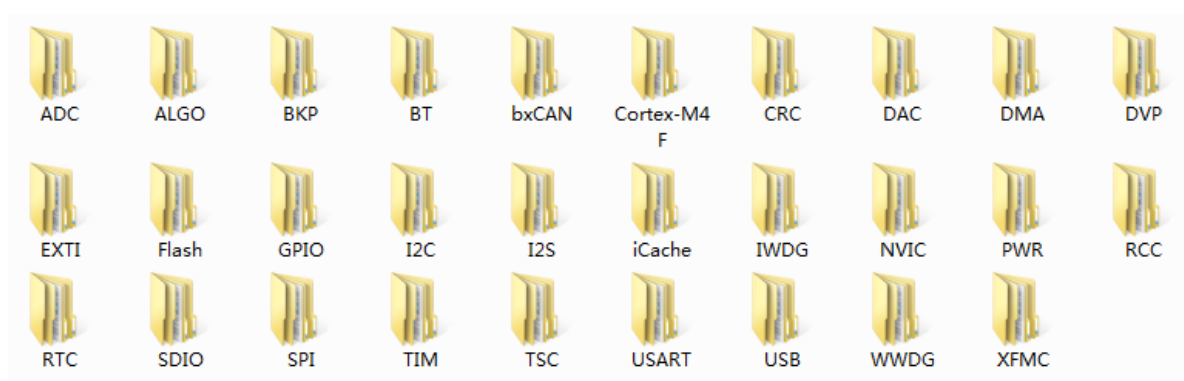 ADC ALGO BKP BT bxCAN Cortex-M4 CRC DAC DMA DVP
F
EXTI Flash GPIO I2C I2S iCache IWDG NVIC PWR RCC
RTC SDIO SPI TIM TSC USART USB WWDG XFMC